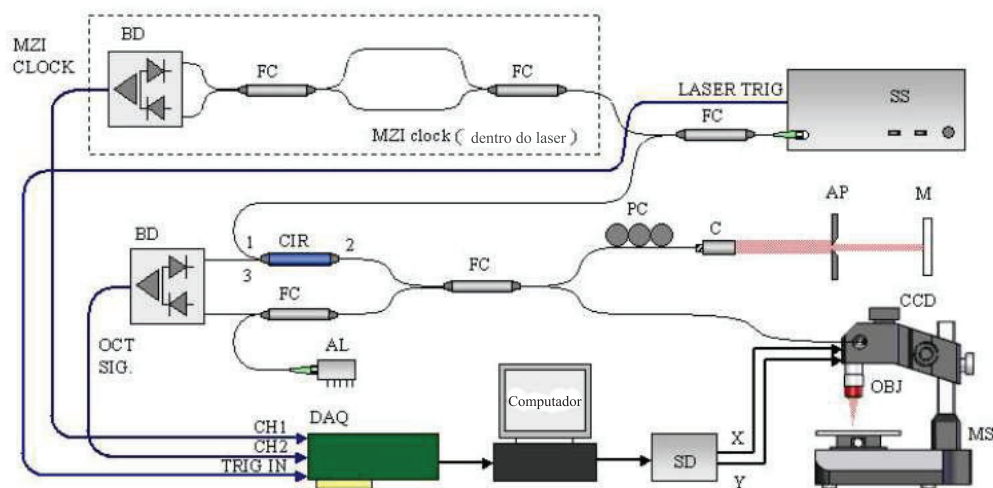 BD
MZI
CLOCK
FC
FC
MZI clock ( dentro do laser)
LASER TRIG
FC
SS
BD
1
CIR
2
3
FC
FC
PC
C
AP
M
CCD
OBJ
MS
OCT
SIG.
AL
CH1
CH2
TRIG IN
DAQ
Computador
SD
X
Y